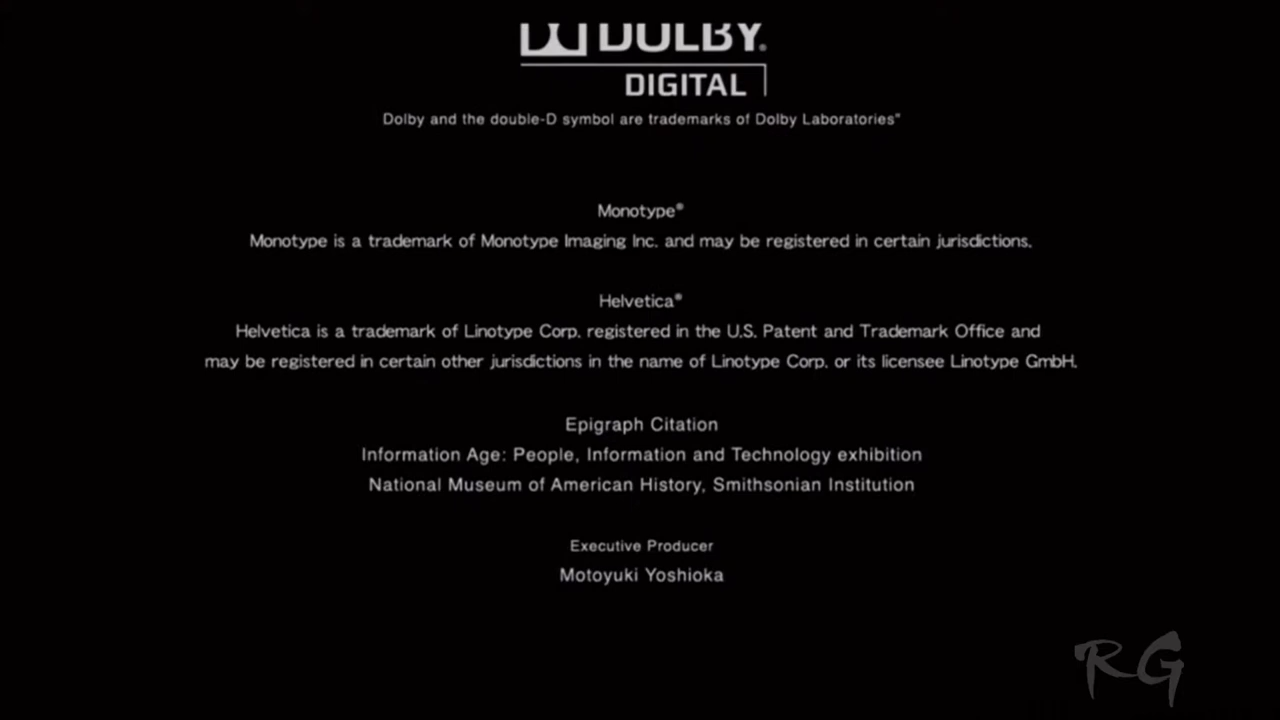 DOLBY®
DIGITAL
Dolby and the double-D symbol are trademarks of Dolby Laboratories"
Monotype®
Monotype is a trademark of Monotype Imaging Inc. and may be registered in certain jurisdictions.
Helvetica®
Helvetica is a trademark of Linotype Corp. registered in the U.S. Patent and Trademark Office and
may be registered in certain other jurisdictions in the name of Linotype Corp. or its licensee Linotype GmbH.
Epigraph Citation
Information Age: People, Information and Technology exhibition
National Museum of American History, Smithsonian Institution
Executive Producer
Motoyuki Yoshioka
RG